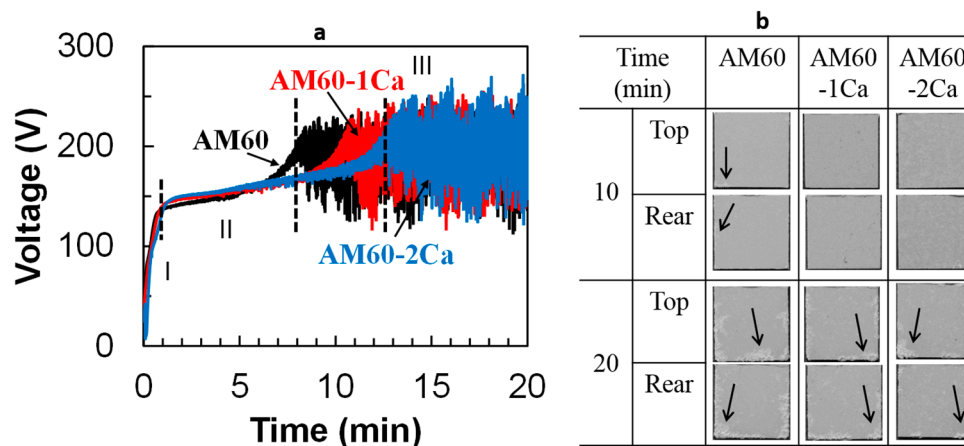 a
300
200
100
0
Voltage (V)
0 5 10 15 20
Time (min)
AM60
AM60-1Ca
AM60-2Ca
I
II
III
b
Time (min) AM60 AM60 -1Ca AM60 -2Ca
10 Top
Rear
20 Top
Rear